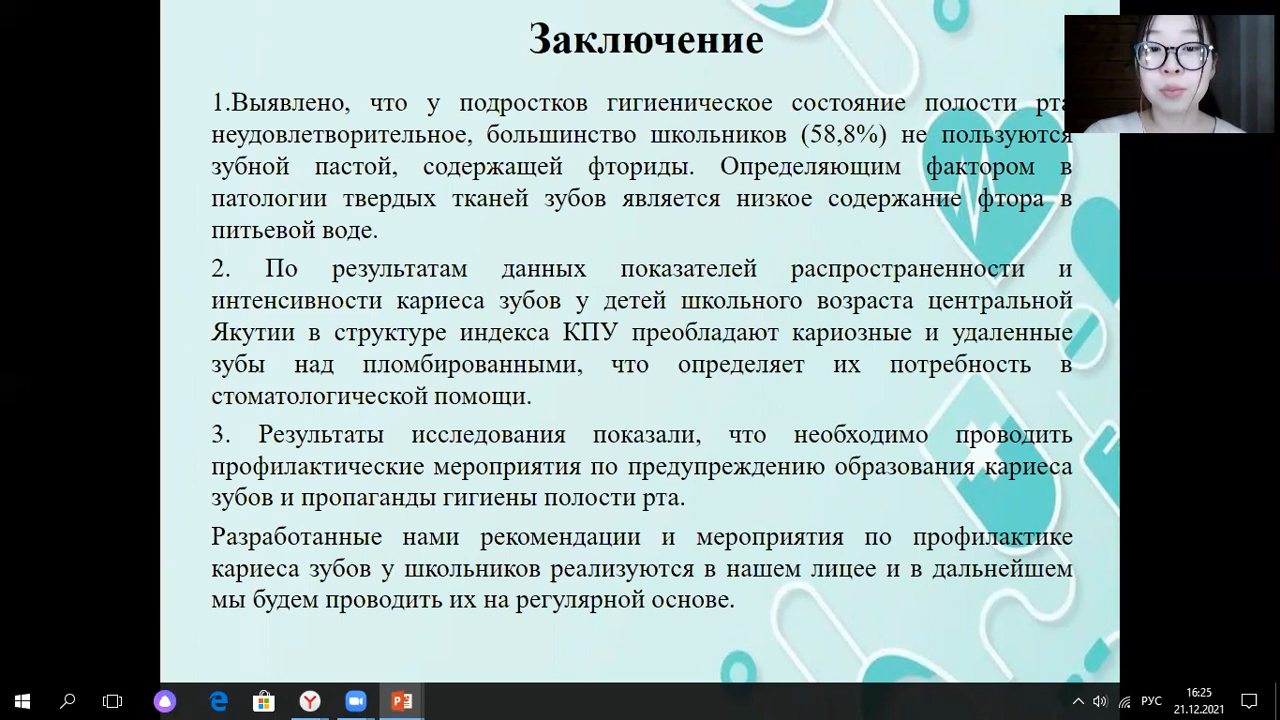 Заключение
1.Выявлено, что у подростков гигиеническое состояние полости рта
неудовлетворительное, большинство школьников (58,8%) не пользуются
зубной пастой, содержащей фториды. Определяющим фактором в
патологии твердых тканей зубов является низкое содержание фтора в
питьевой воде.
2. По результатам данных показателей распространенности и
интенсивности кариеса зубов у детей школьного возраста центральной
Якутии в структуре индекса КПУ преобладают кариозные и удаленные
зубы над пломбированными, что определяет их потребность в
стоматологической помощи.
3. Результаты исследования показали, что необходимо проводить
профилактические мероприятия по предупреждению образования кариеса
зубов и пропаганды гигиены полости рта.
Разработанные нами рекомендации и мероприятия по профилактике
кариеса зубов у школьников реализуются в нашем лицее и в дальнейшем
мы будем проводить их на регулярной основе.
РУС
16:25
21.12.2021